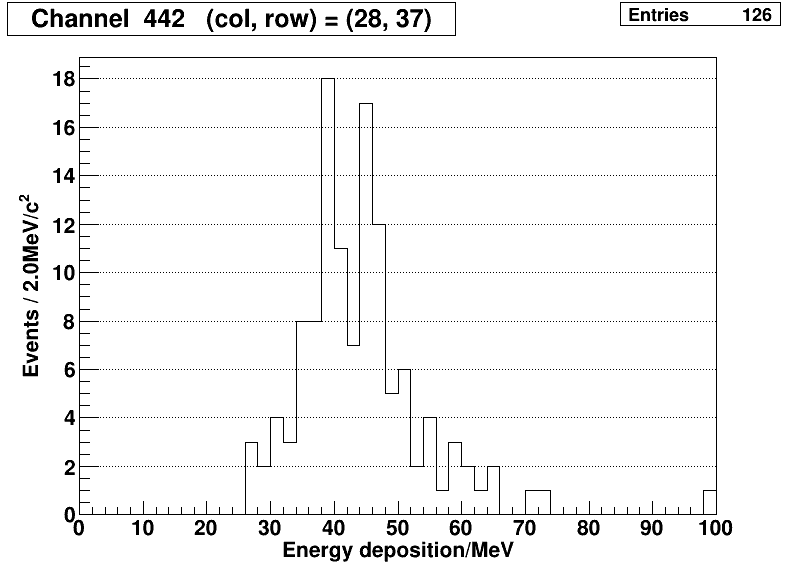 Channel 442 (col, row) = (28, 37)
Entries 126
Events / 2.0MeV/c²
18
16
14
12
10
8
6
4
2
0
0 10 20 30 40 50 60 70 80 90 100
Energy deposition/MeV